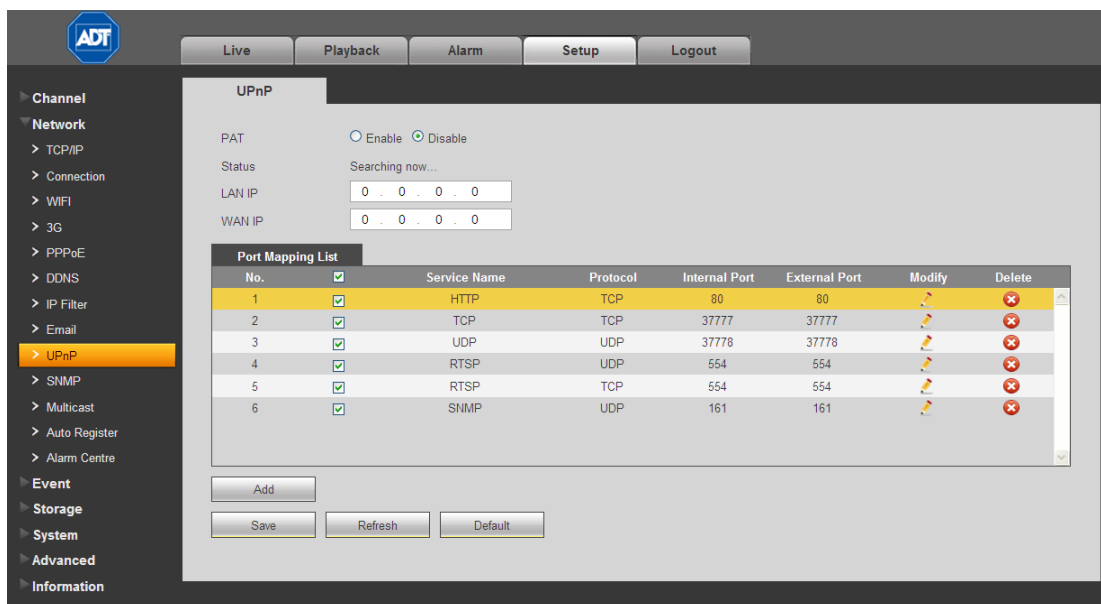 ADT
Live Playback Alarm Setup Logout
Channel
Network
TCP/IP
Connection
WIFI
3G
PPPoE
DDNS
IP Filter
Email
UPnP
SNMP
Multicast
Auto Register
Alarm Centre
Event
Storage
System
Advanced
Information
UPnP
PAT Enable Disable
Status Searching now...
LAN IP 0 . 0 . 0 . 0
WAN IP 0 . 0 . 0 . 0
Port Mapping List
No. Service Name Protocol Internal Port External Port Modify Delete
1 HTTP TCP 80 80
2 TCP TCP 37777 37777
3 UDP UDP 37778 37778
4 RTSP UDP 554 554
5 RTSP TCP 554 554
6 SNMP UDP 161 161
Add
Save Refresh Default